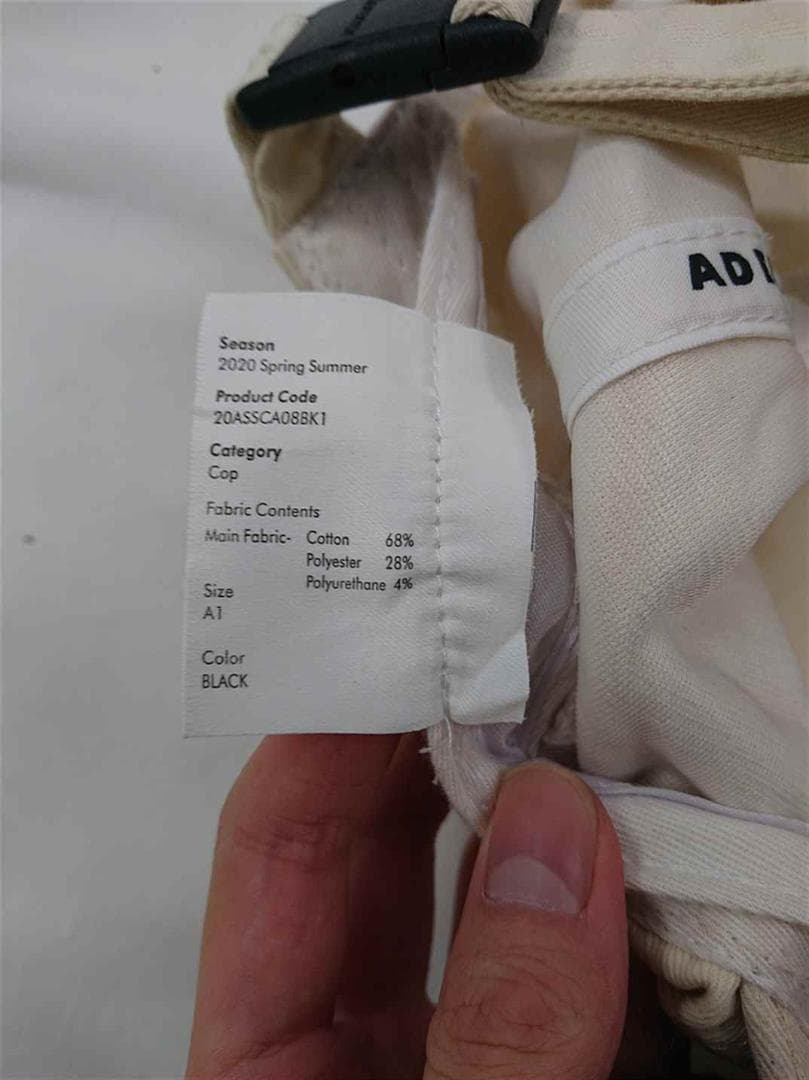 AD
Season
2020 Spring Summer
Product Code
20ASSCA08BK1
Category
Cap
Fabric Contents
Main Fabric- Cotton 68%
Polyester 28%
Polyurethane 4%
Size
A1
Color
BLACK